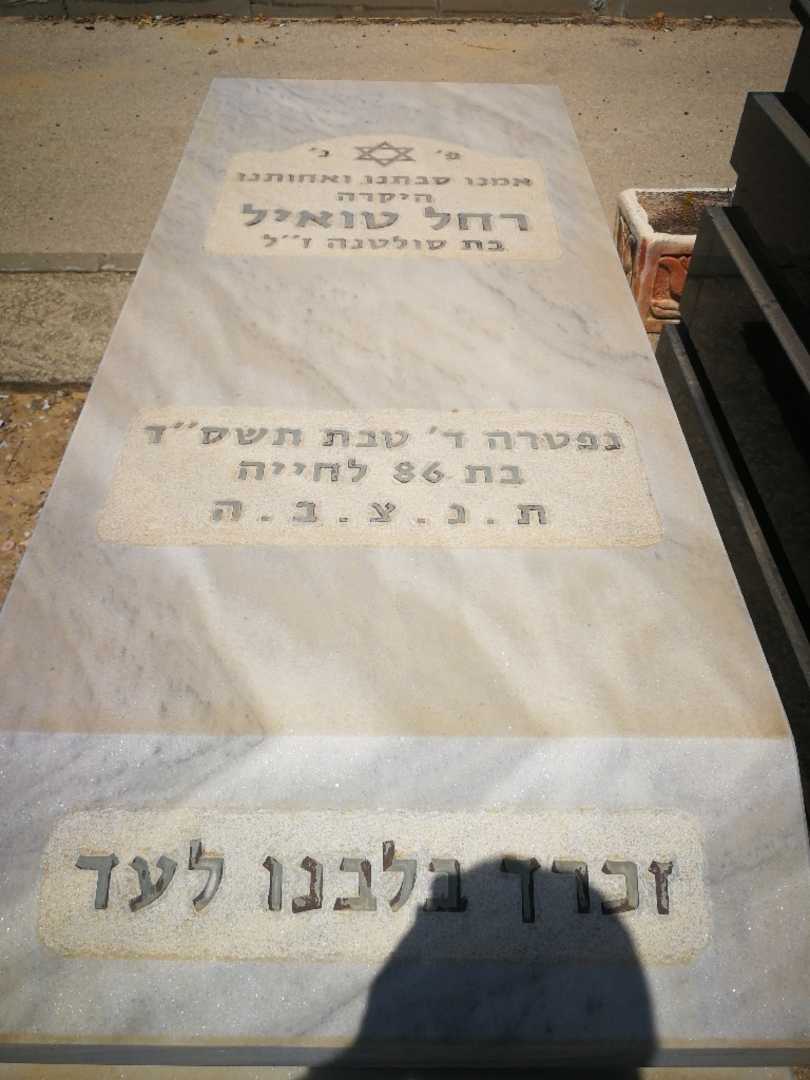 פ׳ נ׳
אמנו סבתנו ואחותנו
היקרה
רחל טואיל
בת סולטנה ז״ל
נפטרה ד׳ טבת תשס״ד
בת 86 לחייה
ת . נ . צ . ב . ה
זכרך בלבנו לעד